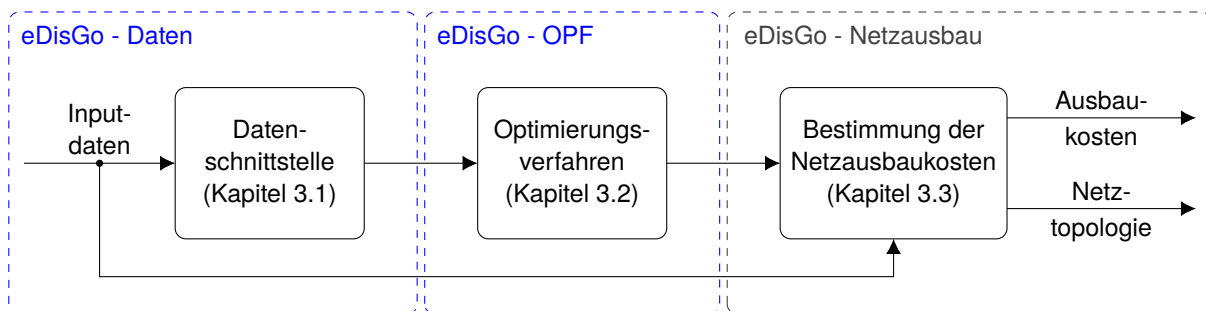 eDisGo - Daten
eDisGo - OPF
eDisGo - Netzausbau
Input-
daten
Daten-
schnittstelle
(Kapitel 3.1)
Optimierungs-
verfahren
(Kapitel 3.2)
Bestimmung der
Netzausbaukosten
(Kapitel 3.3)
Ausbau-
kosten
Netz-
topologie